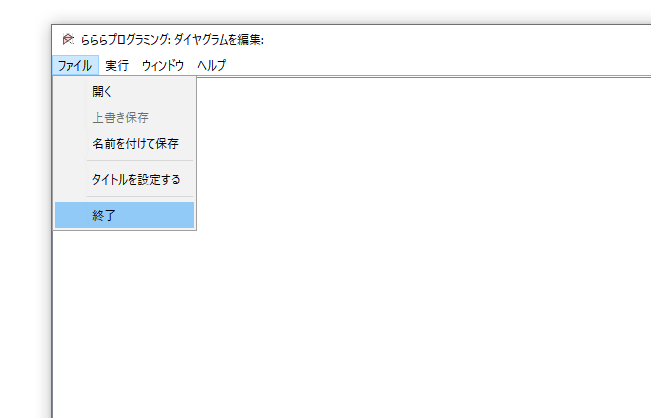 らららプログラミング: ダイヤグラムを編集:
ファイル 実行 ウィンドウ ヘルプ
開く
上書き保存
名前を付けて保存
タイトルを設定する
終了